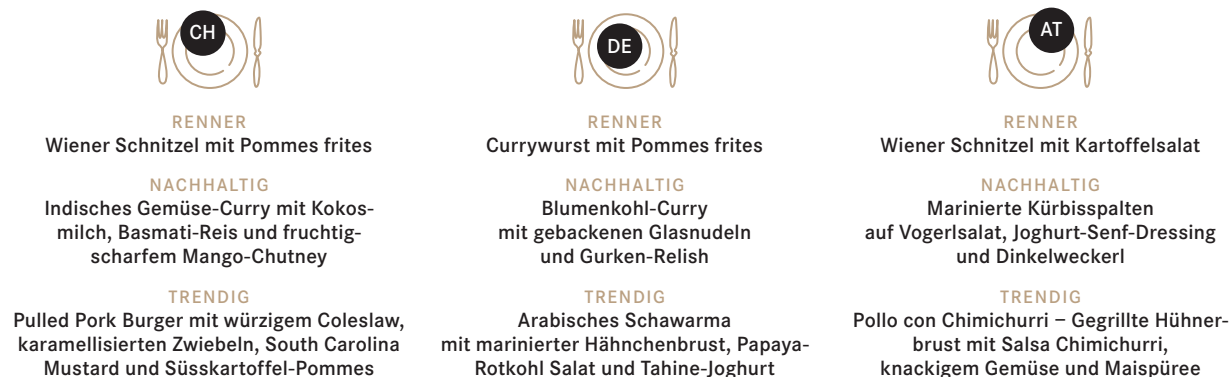 CH
RENNER
Wiener Schnitzel mit Pommes frites
NACHHALTIG
Indisches Gemüse-Curry mit Kokos-
milch, Basmati-Reis und fruchtig-
scharfem Mango-Chutney
TRENDIG
Pulled Pork Burger mit würzigem Coleslaw,
karamellisierten Zwiebeln, South Carolina
Mustard und Süsskartoffel-Pommes
DE
RENNER
Currywurst mit Pommes frites
NACHHALTIG
Blumenkohl-Curry
mit gebackenen Glasnudeln
und Gurken-Relish
TRENDIG
Arabisches Schawarma
mit marinierter Hähnchenbrust, Papaya-
Rotkohl Salat und Tahine-Joghurt
AT
RENNER
Wiener Schnitzel mit Kartoffelsalat
NACHHALTIG
Marinierte Kürbisspalten
auf Vogerlsalat, Joghurt-Senf-Dressing
und Dinkelweckerl
TRENDIG
Pollo con Chimichurri – Gegrillte Hühner-
brust mit Salsa Chimichurri,
knackigem Gemüse und Maispüree